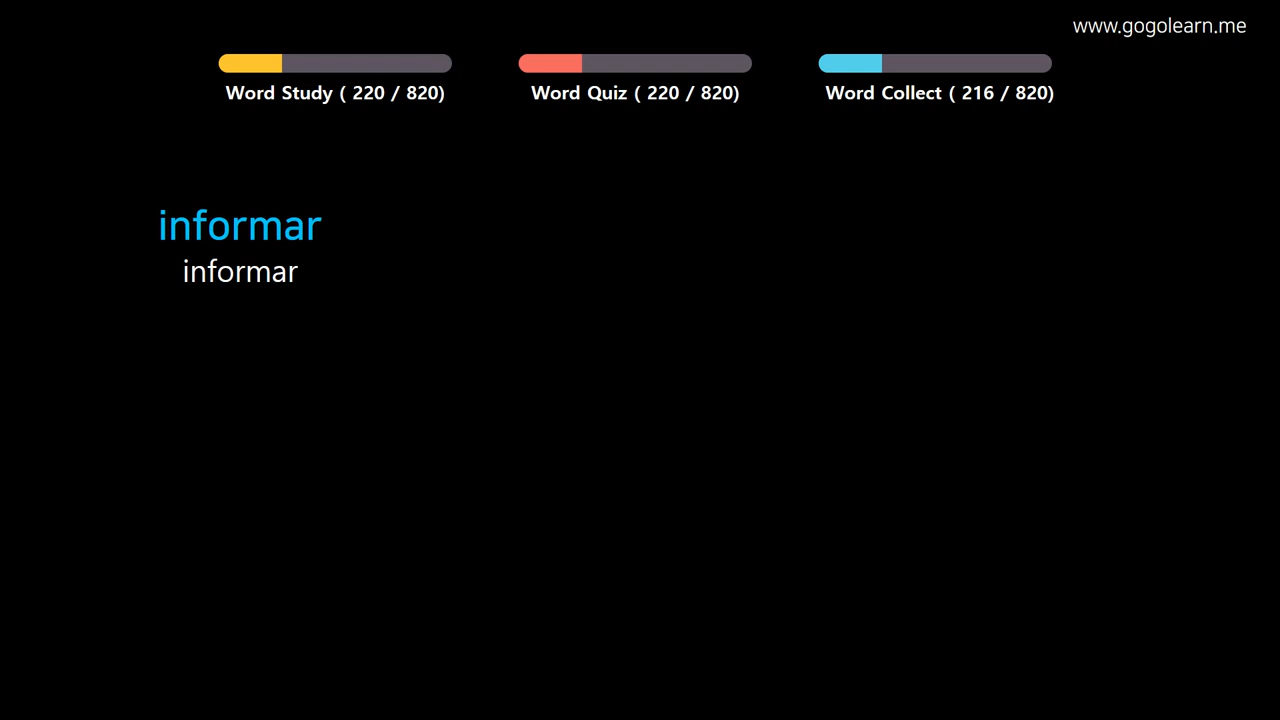 www.gogolearn.me
Word Study ( 220 / 820)
Word Quiz ( 220 / 820)
Word Collect ( 216 / 820)
informar
informar